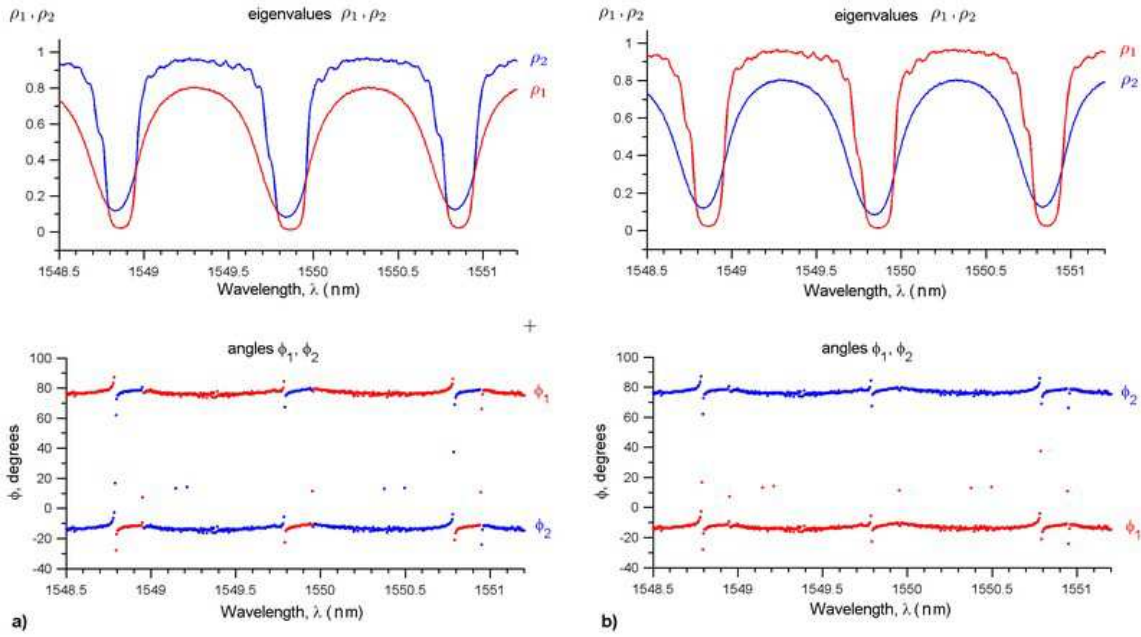 ρ₁ , ρ₂ eigenvalues ρ₁ , ρ₂
1
0.8
0.6
0.4
0.2
0
ρ₂
ρ₁
1548.5 1549 1549.5 1550 1550.5 1551
Wavelength, λ ( nm)
ρ₁ , ρ₂ eigenvalues ρ₁ , ρ₂
1
0.8
0.6
0.4
0.2
0
ρ₁
ρ₂
1548.5 1549 1549.5 1550 1550.5 1551
Wavelength, λ ( nm)
+
angles ϕ₁, ϕ₂
ϕ, degrees
100
80
60
40
20
0
-20
-40
ϕ₁
ϕ₂
1548.5 1549 1549.5 1550 1550.5 1551
Wavelength, λ ( nm)
a)
angles ϕ₁, ϕ₂
ϕ, degrees
100
80
60
40
20
0
-20
-40
ϕ₂
ϕ₁
1548.5 1549 1549.5 1550 1550.5 1551
Wavelength, λ ( nm)
b)